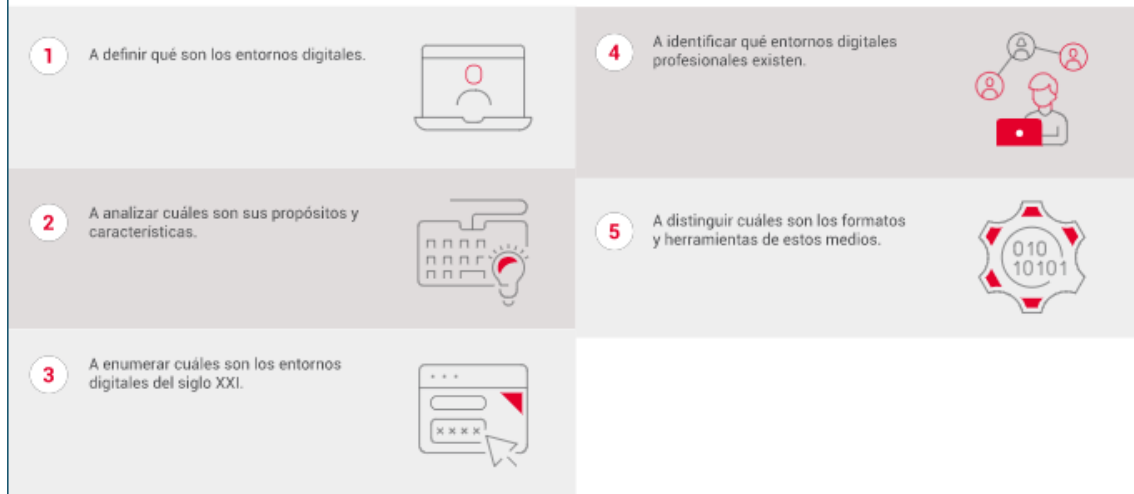 1
A definir qué son los entornos digitales.
2
A analizar cuáles son sus propósitos y
características.
3
A enumerar cuáles son los entornos
digitales del siglo XXI.
x x x x
4
A identificar qué entornos digitales
profesionales existen.
5
A distinguir cuáles son los formatos
y herramientas de estos medios.
010
10101